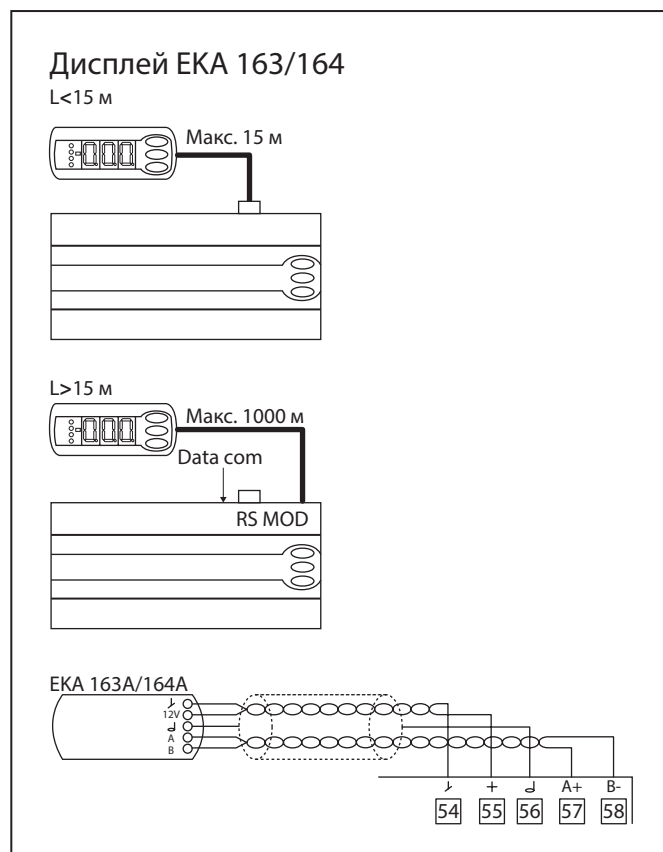 Дисплей EKA 163/164
L<15 м
Макс. 15 м
L>15 м
Макс. 1000 м
Data com
RS MOD
EKA 163A/164A
12V
A
B
+ A+ B-
54 55 56 57 58